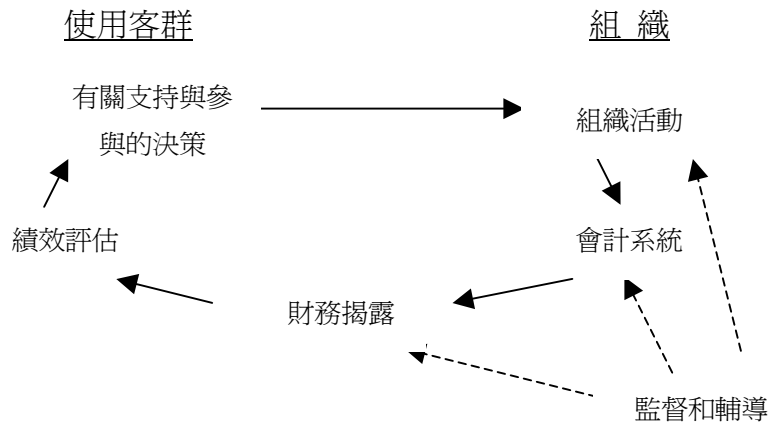 使用客群
組 織
有關支持與參
與的決策
組織活動
績效評估
會計系統
財務揭露
監督和輔導